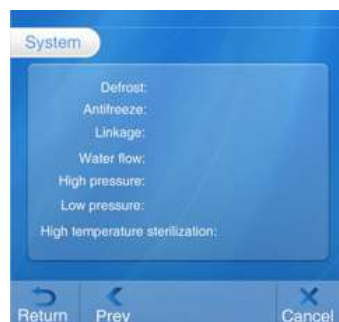 System
Defrost:
Antifreeze:
Linkage:
Water flow:
High pressure:
Low pressure:
High temperature sterilization:
Return Prev Cancel